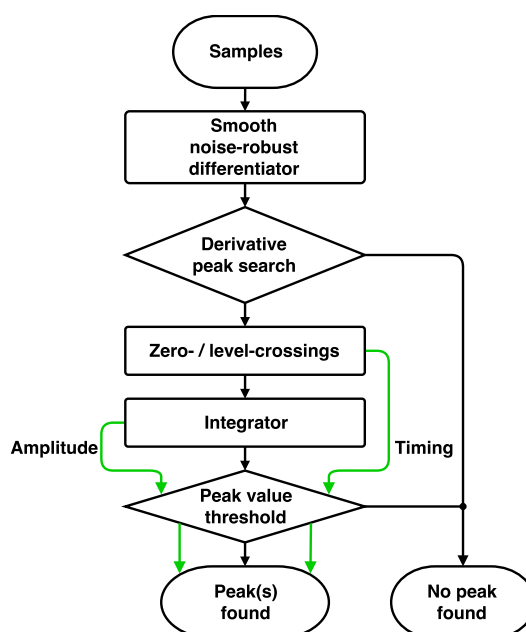 Samples
Smooth
noise-robust
differentiator
Derivative
peak search
Zero- / level-crossings
Integrator
Amplitude
Timing
Peak value
threshold
Peak(s)
found
No peak
found